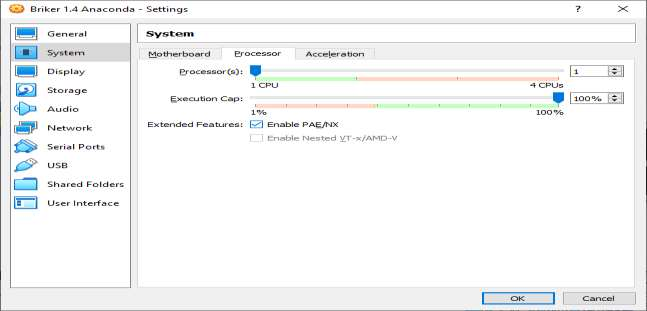 Briker 1.4 Anaconda - Settings
? ×
General
System
Display
Storage
Audio
Network
Serial Ports
USB
Shared Folders
User Interface
System
Motherboard Processor Acceleration
Processor(s): 1
1 CPU 4 CPUs
Execution Cap: 100%
1% 100%
Extended Features: Enable PAE/NX
Enable Nested VT-x/AMD-V
OK Cancel